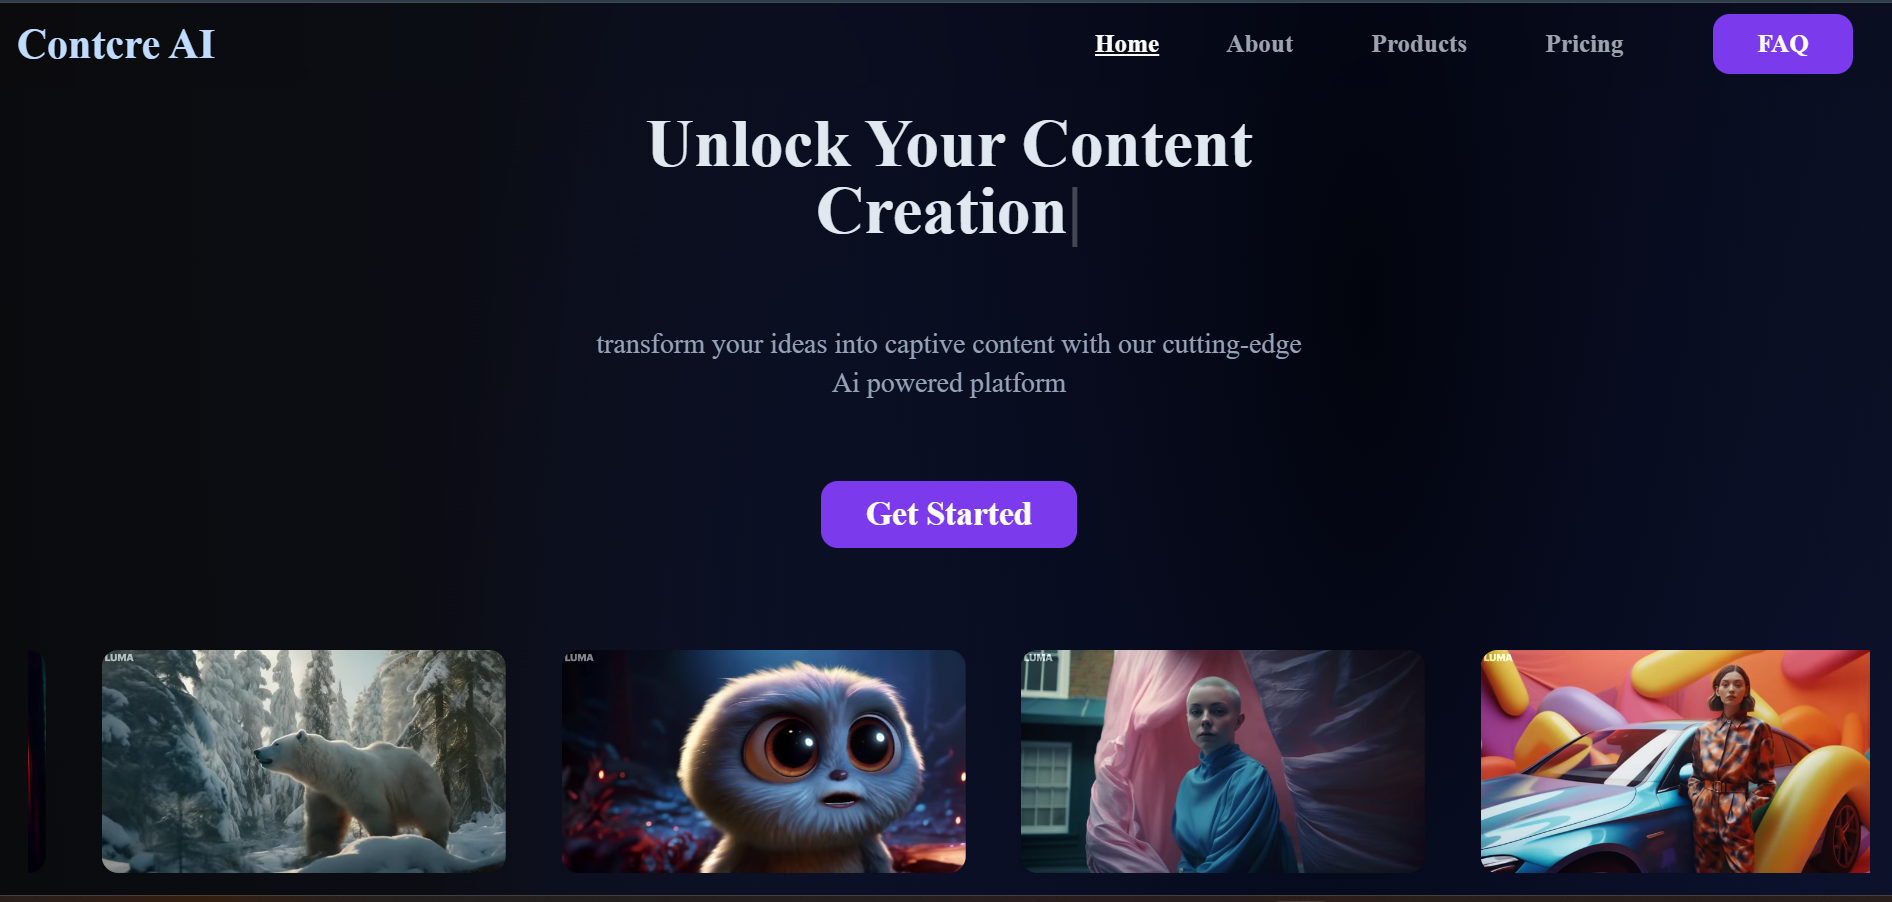 Contcre AI
Home About Products Pricing FAQ
Unlock Your Content
Creation|
transform your ideas into captive content with our cutting-edge
Ai powered platform
Get Started
LUMA
LUMA
LUMA
LUMA